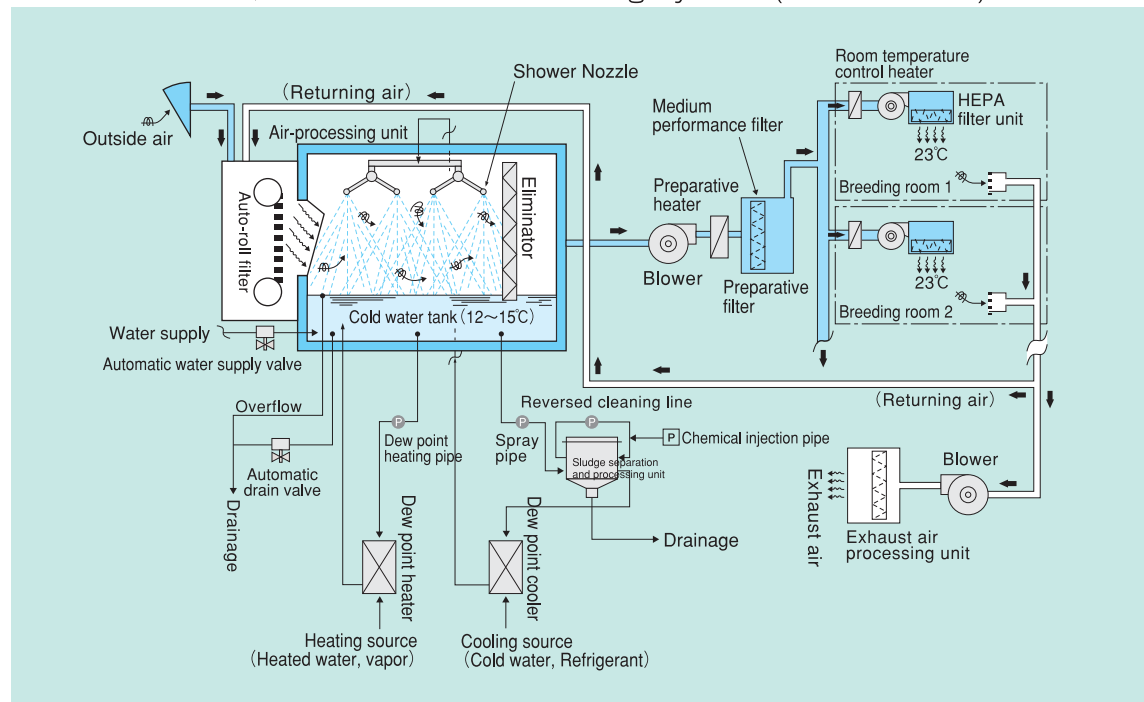 Shower Nozzle
(Returning air)
Outside air
Air-processing unit
Auto-roll filter
Eliminator
Cold water tank(12～15℃)
Medium
performance filter
Preparative
heater
Blower
Preparative
filter
Room temperature
control heater
HEPA
filter unit
23℃
Breeding room 1
23℃
Breeding room 2
Water supply
Automatic water supply valve
Overflow
Automatic
drain valve
Drainage
P
Dew point
heating pipe
P
Spray
pipe
Reversed cleaning line
P
P Chemical injection pipe
Sludge separation
and processing unit
Drainage
Dew point heater
Dew point cooler
Heating source
(Heated water, vapor)
Cooling source
(Cold water, Refrigerant)
(Returning air)
Blower
Exhaust air
Exhaust air
processing unit